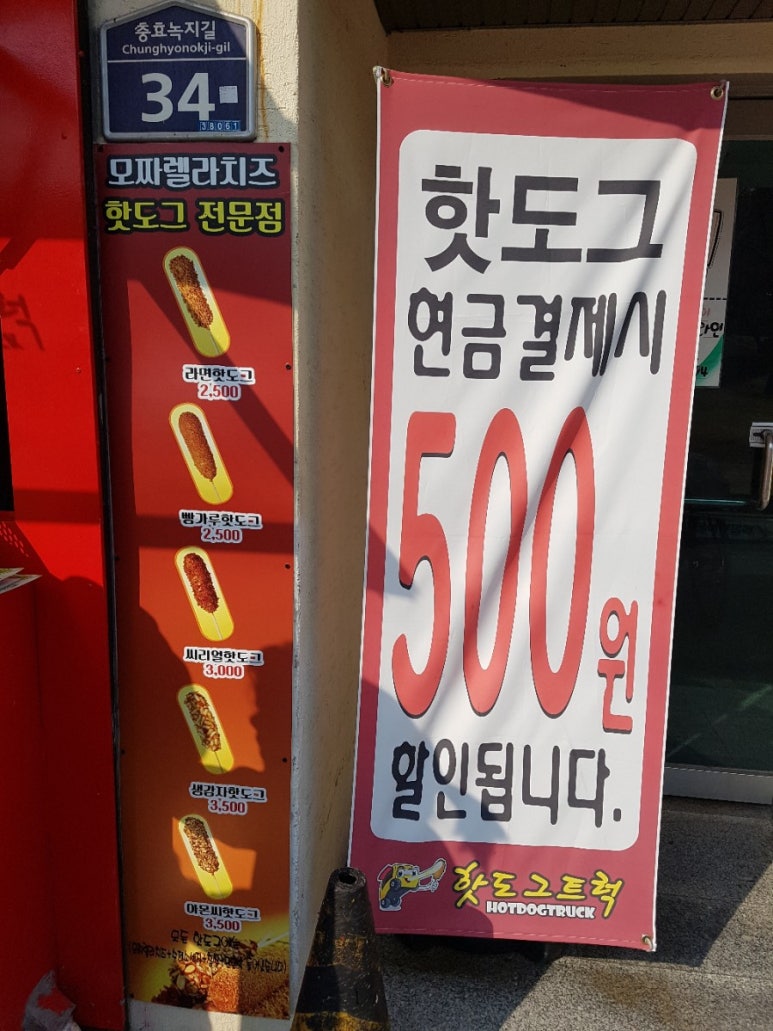 충효녹지길
Chunghyonokji-gil
34
38061
모짜렐라치즈
핫도그 전문점
라면핫도그
2,500
빵가루핫도그
2,500
씨리얼핫도그
3,000
생감자핫도그
3,500
아몬씨핫도그
3,500
핫도그
현금결제시
500원
할인됩니다.
핫도그트럭
HOTDOGTRUCK